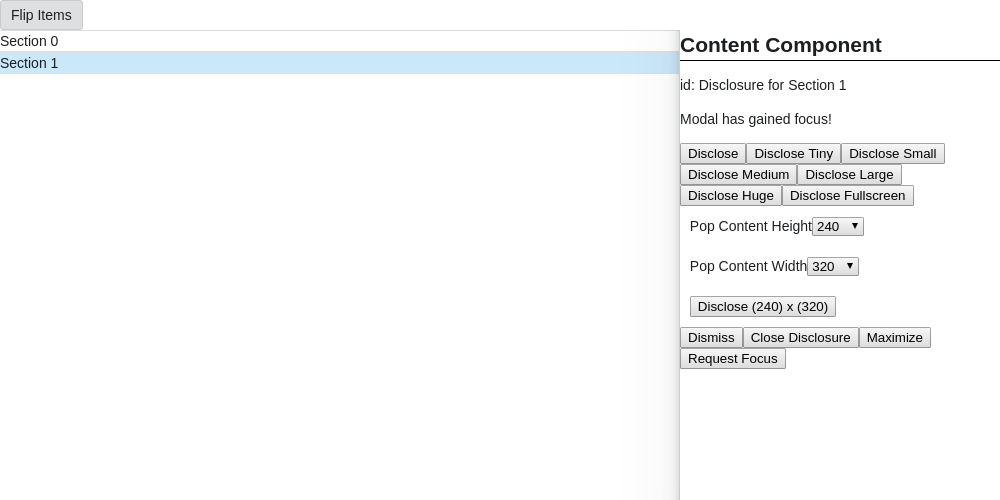 Flip Items
Section 0
Section 1
Content Component
id: Disclosure for Section 1
Modal has gained focus!
Disclose Disclose Tiny Disclose Small
Disclose Medium Disclose Large
Disclose Huge Disclose Fullscreen
Pop Content Height 240
Pop Content Width 320
Disclose (240) x (320)
Dismiss Close Disclosure Maximize
Request Focus